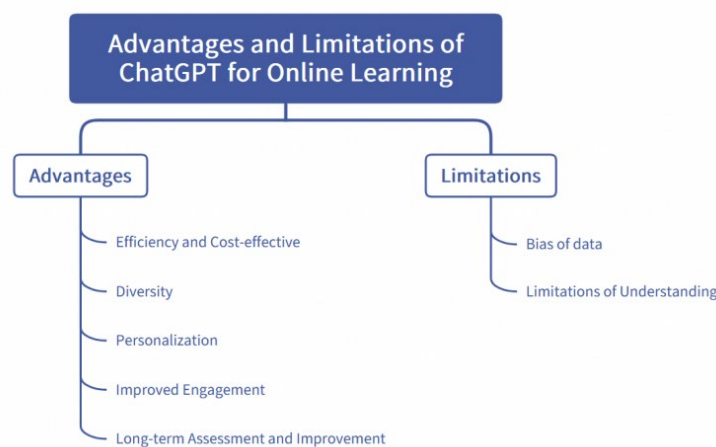 Advantages and Limitations of
ChatGPT for Online Learning
Advantages
Efficiency and Cost-effective
Diversity
Personalization
Improved Engagement
Long-term Assessment and Improvement
Limitations
Bias of data
Limitations of Understanding